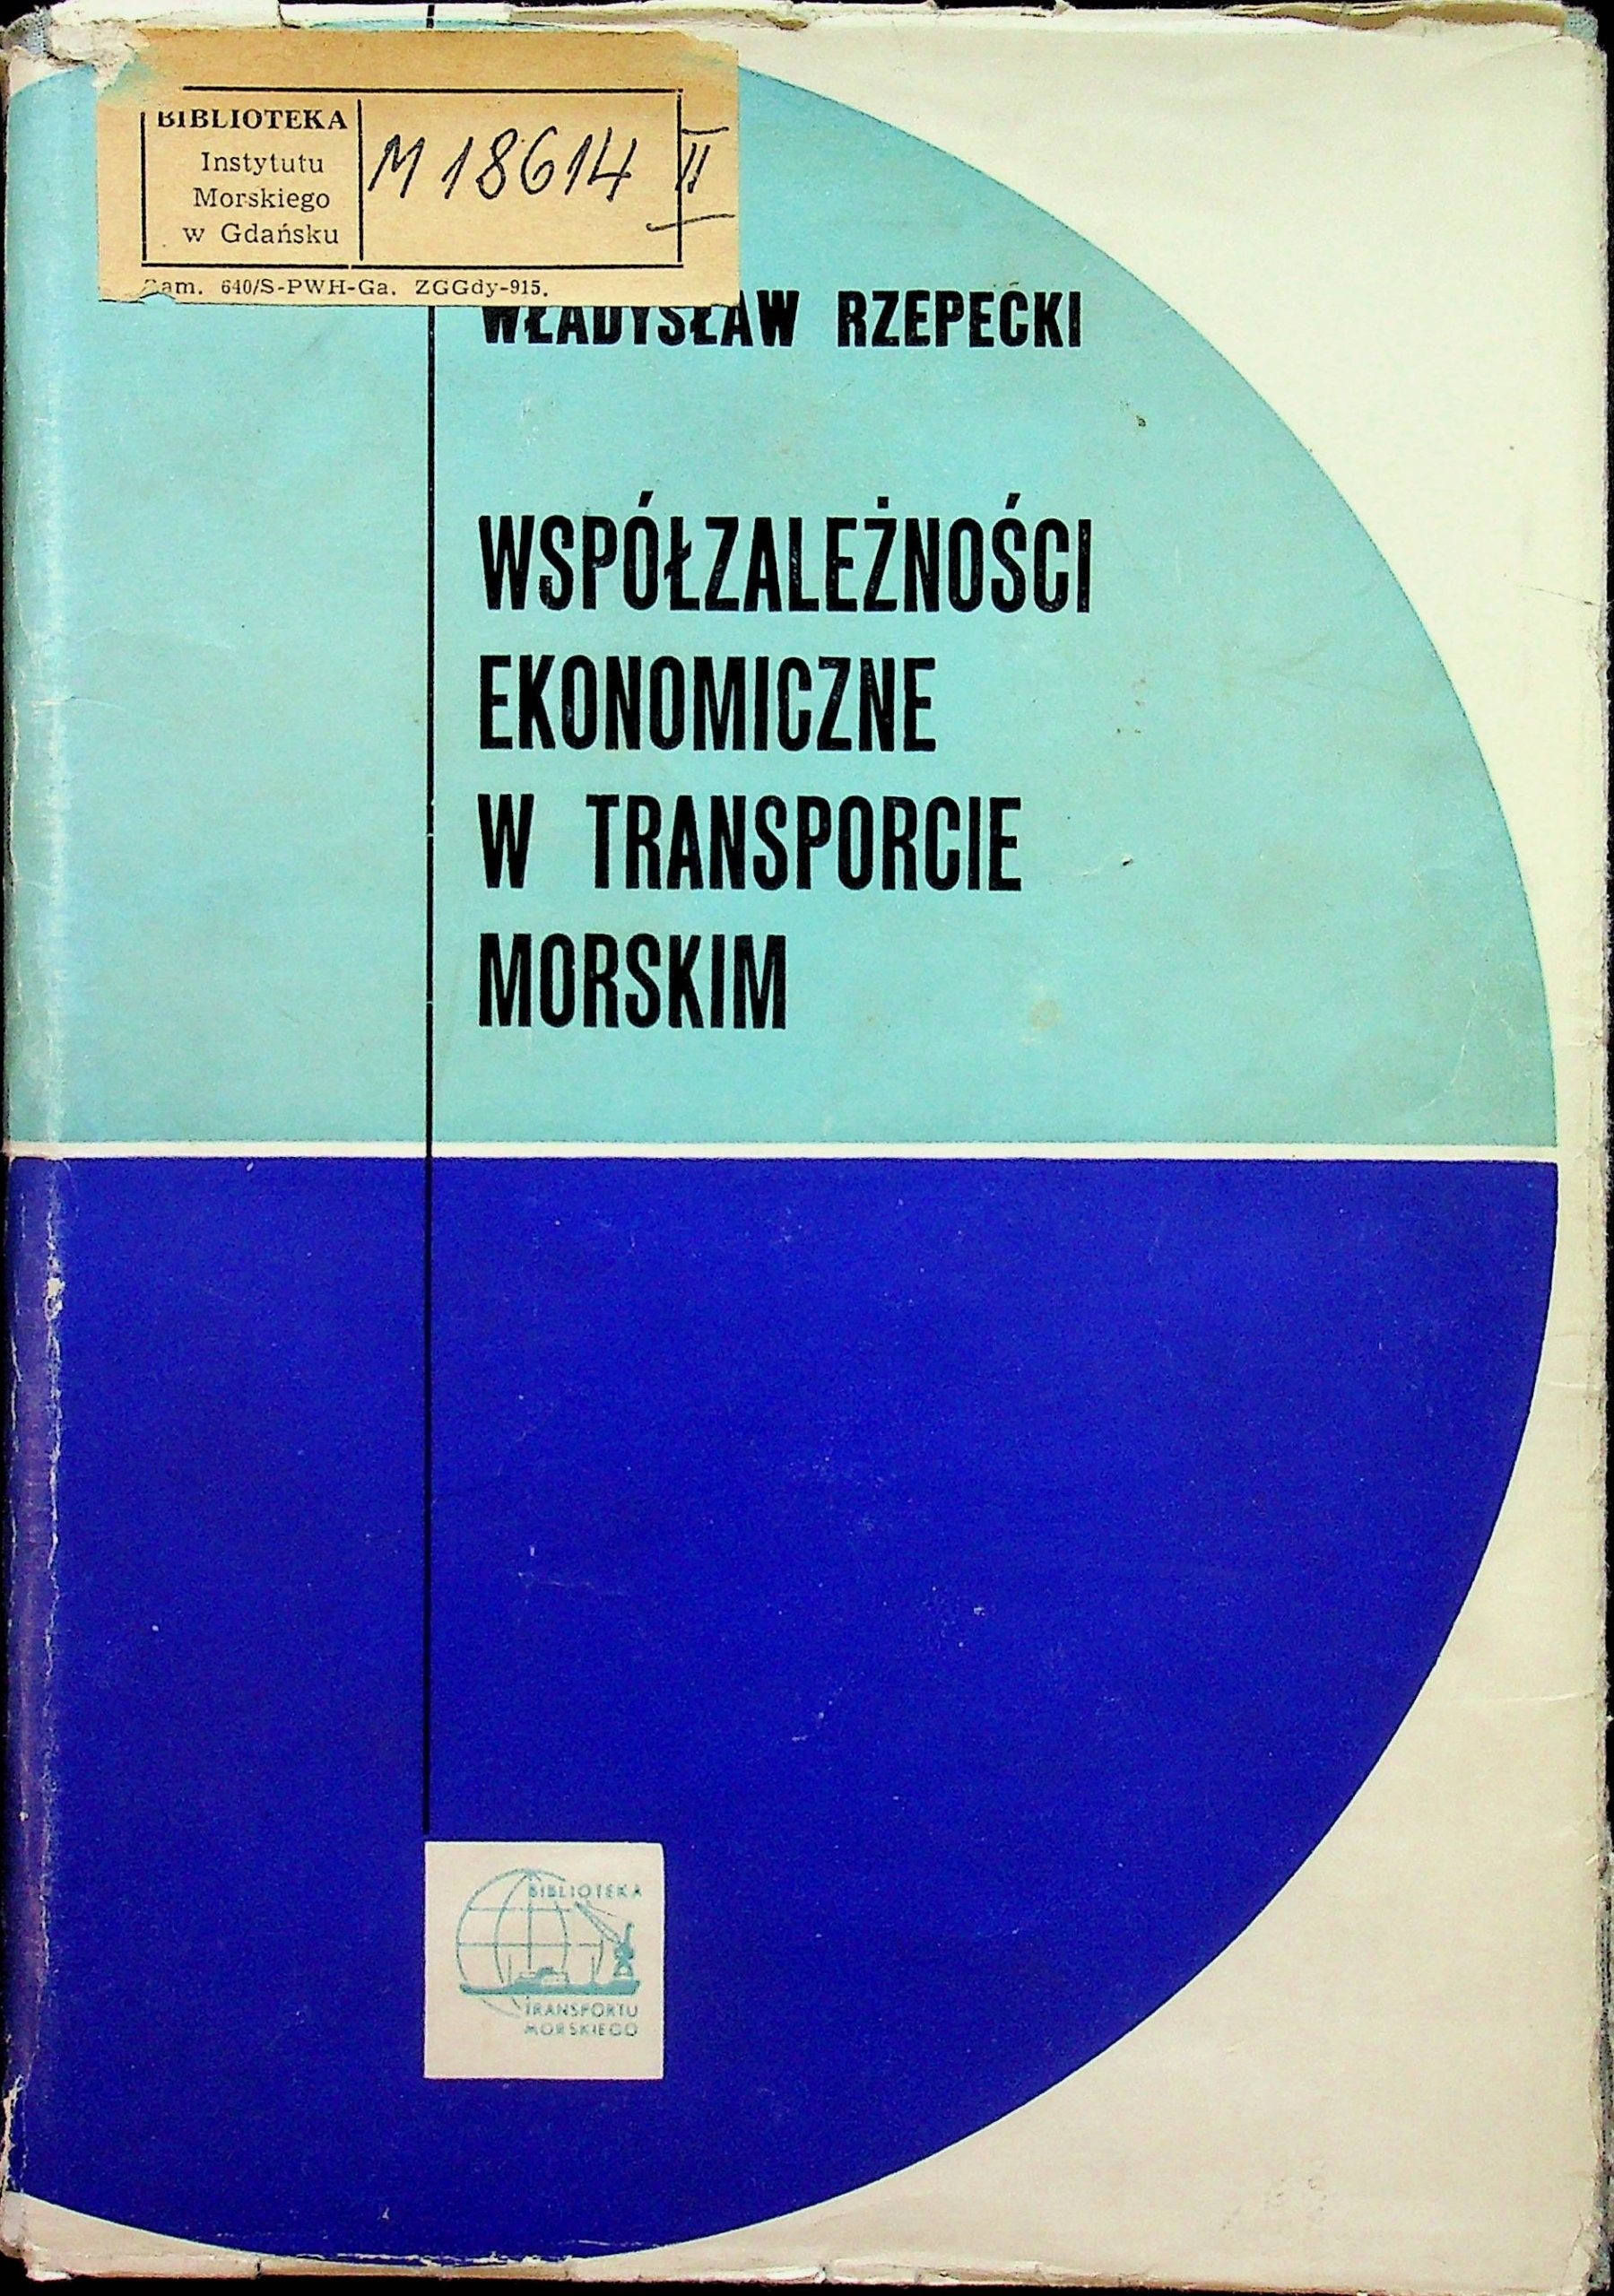 BIBLIOTEKA
Instytutu
Morskiego
w Gdańsku
M 18614 II
Zam. 640/S-PWH-Ga. ZGGdy-915.
WŁADYSŁAW RZEPECKI
WSPÓŁZALEŻNOŚCI
EKONOMICZNE
W TRANSPORCIE
MORSKIM
BIBLIOTEKA
TRANSPORTU
MORSKIEGO